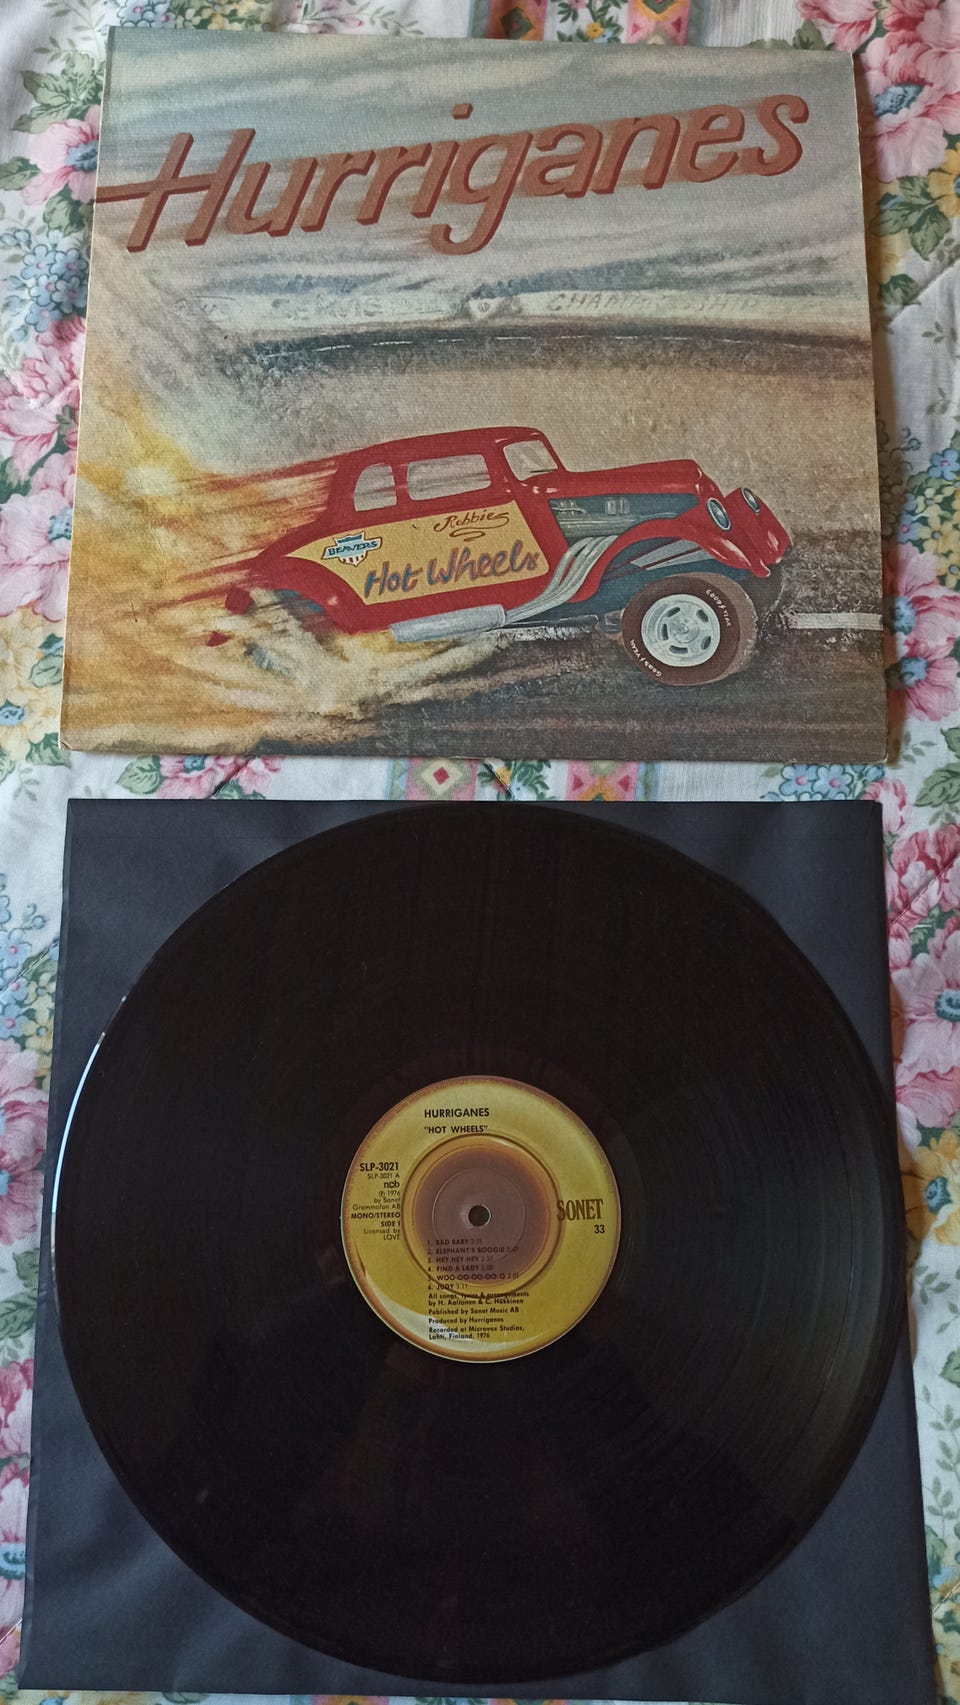 Hurriganes
CHAMPIONSHIP
Robbie
BEAVERS
Hot Wheels
GOODYEAR
GOODYEAR
HURRIGANES
"HOT WHEELS"
SLP-3021
SLP-3021 A
ncb
℗ 1976
by Sonet
Grammofon AB
MONO/STEREO
SIDE 1
Licensed by
LOVE
SONET
33
1. BAD BABY
2. ELEPHANT'S BOOGIE
3. HEY HEY HEY
4. FIND A LADY
5. WOO-OO-OO-OO-O
6. JUDY
All songs, lyrics & arrangements
by H. Aaltonen & C. Häkkinen
Published by Sonet Music AB
Produced by Hurriganes
Recorded at Microvox Studios,
Lahti, Finland, 1976